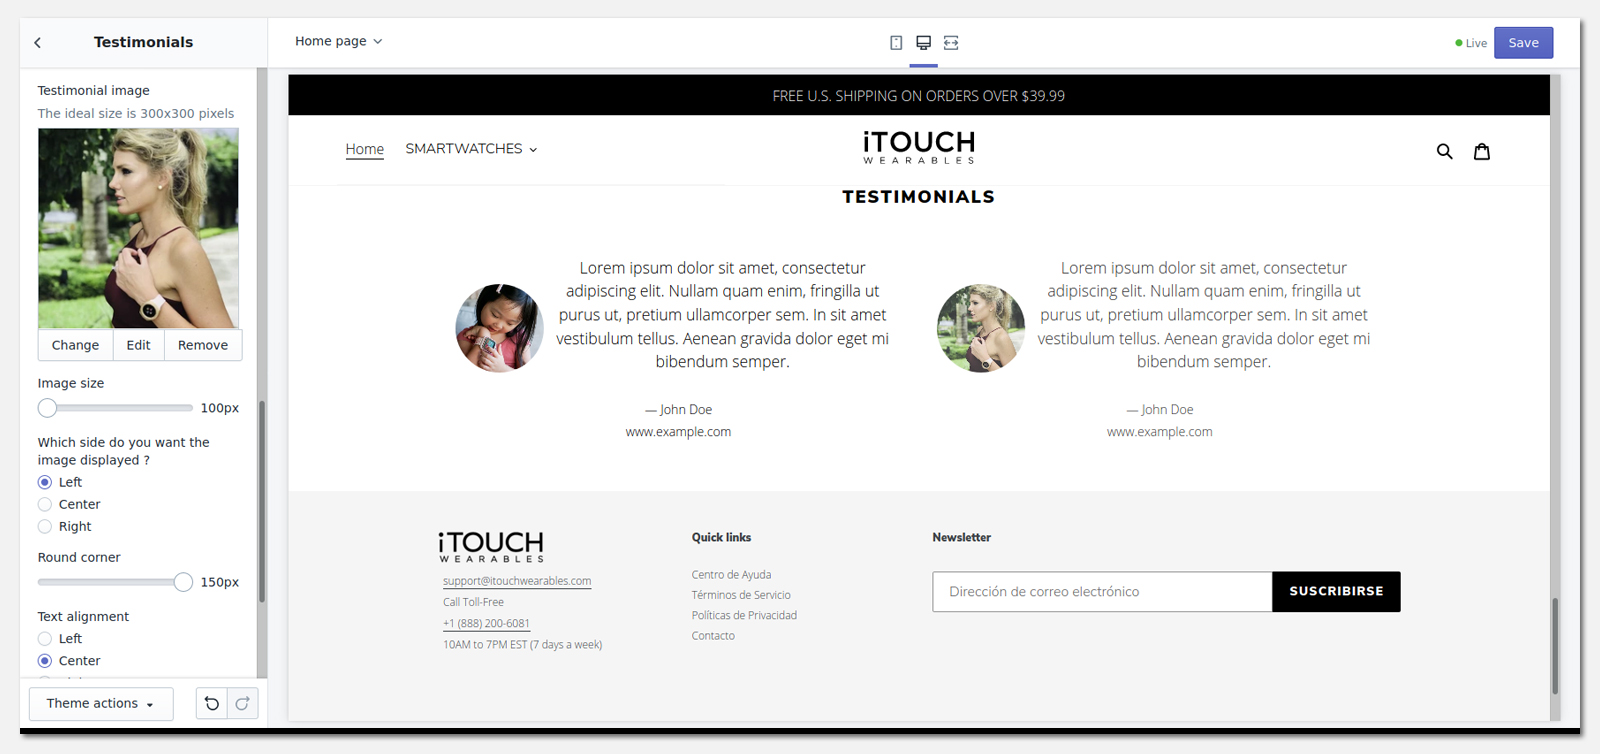 Testimonials
Home page
Live
Save
Testimonial image
The ideal size is 300x300 pixels
Change
Edit
Remove
Image size
100px
Which side do you want the
image displayed ?
Left
Center
Right
Round corner
150px
Text alignment
Left
Center
Theme actions
FREE U.S. SHIPPING ON ORDERS OVER $39.99
Home
SMARTWATCHES
iTOUCH
WEARABLES
TESTIMONIALS
Lorem ipsum dolor sit amet, consectetur
adipiscing elit. Nullam quam enim, fringilla ut
purus ut, pretium ullamcorper sem. In sit amet
vestibulum tellus. Aenean gravida dolor eget mi
bibendum semper.
— John Doe
www.example.com
Lorem ipsum dolor sit amet, consectetur
adipiscing elit. Nullam quam enim, fringilla ut
purus ut, pretium ullamcorper sem. In sit amet
vestibulum tellus. Aenean gravida dolor eget mi
bibendum semper.
— John Doe
www.example.com
iTOUCH
WEARABLES
support@itouchwearables.com
Call Toll-Free
+1 (888) 200-6081
10AM to 7PM EST (7 days a week)
Quick links
Centro de Ayuda
Términos de Servicio
Políticas de Privacidad
Contacto
Newsletter
Dirección de correo electrónico
SUSCRIBIRSE